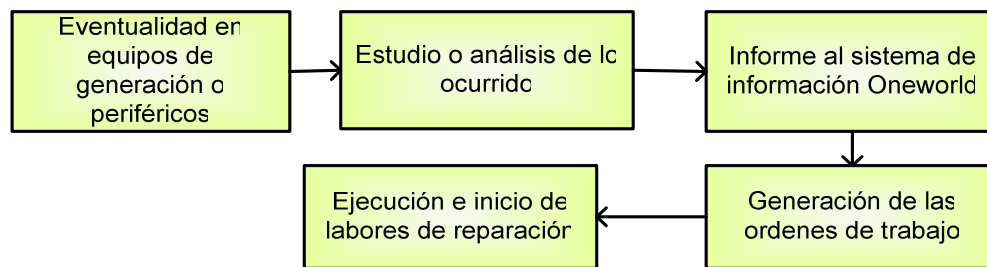 Eventualidad en
equipos de
generación o
periféricos
Estudio o análisis de lo
ocurrido
Informe al sistema de
información Oneworld
Generación de las
ordenes de trabajo
Ejecución e inicio de
labores de reparación